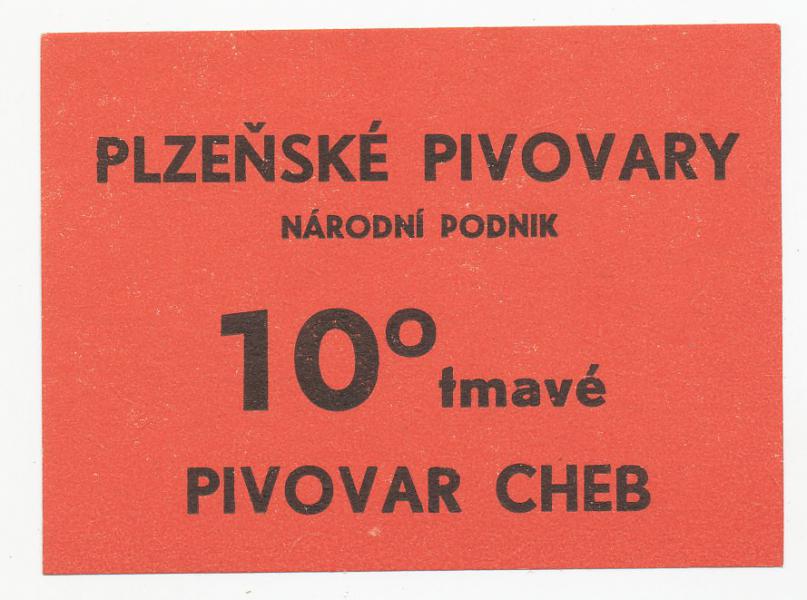 PLZEŇSKÉ PIVOVARY
NÁRODNÍ PODNIK
10° tmavé
PIVOVAR CHEB